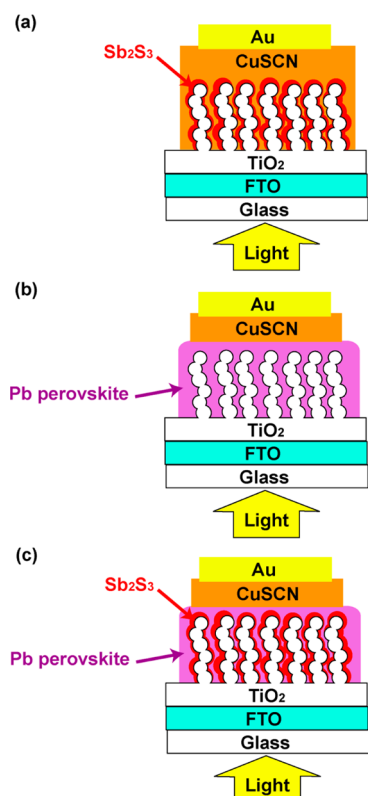 (a)
Au
Sb₂S₃
CuSCN
TiO₂
FTO
Glass
Light
(b)
Au
CuSCN
Pb perovskite
TiO₂
FTO
Glass
Light
(c)
Au
Sb₂S₃
CuSCN
Pb perovskite
TiO₂
FTO
Glass
Light